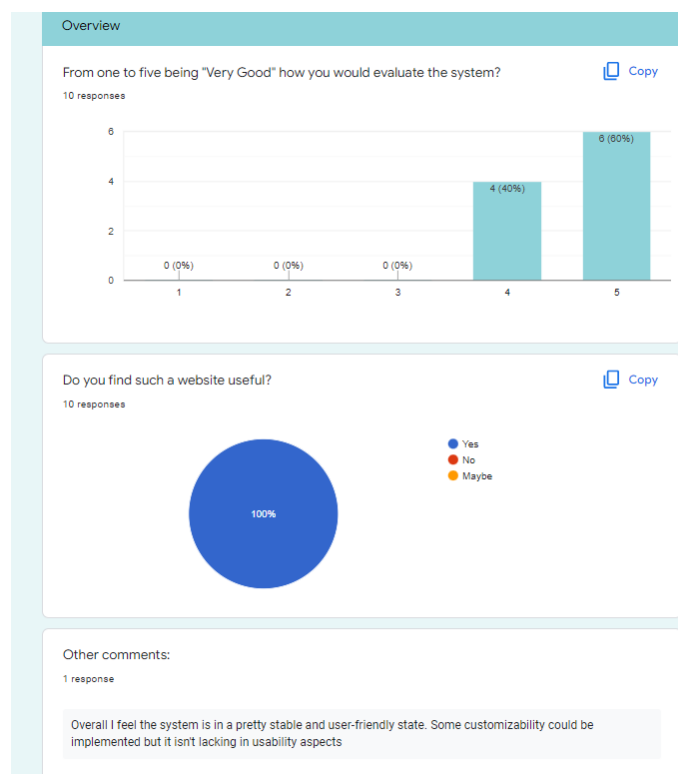 Overview
From one to five being "Very Good" how you would evaluate the system?
Copy
10 responses
6
6 (60%)
4
4 (40%)
2
0 (0%)
0 (0%)
0 (0%)
0
1
2
3
4
5
Do you find such a website useful?
Copy
10 responses
Yes
No
Maybe
100%
Other comments:
1 response
Overall I feel the system is in a pretty stable and user-friendly state. Some customizability could be
implemented but it isn't lacking in usability aspects